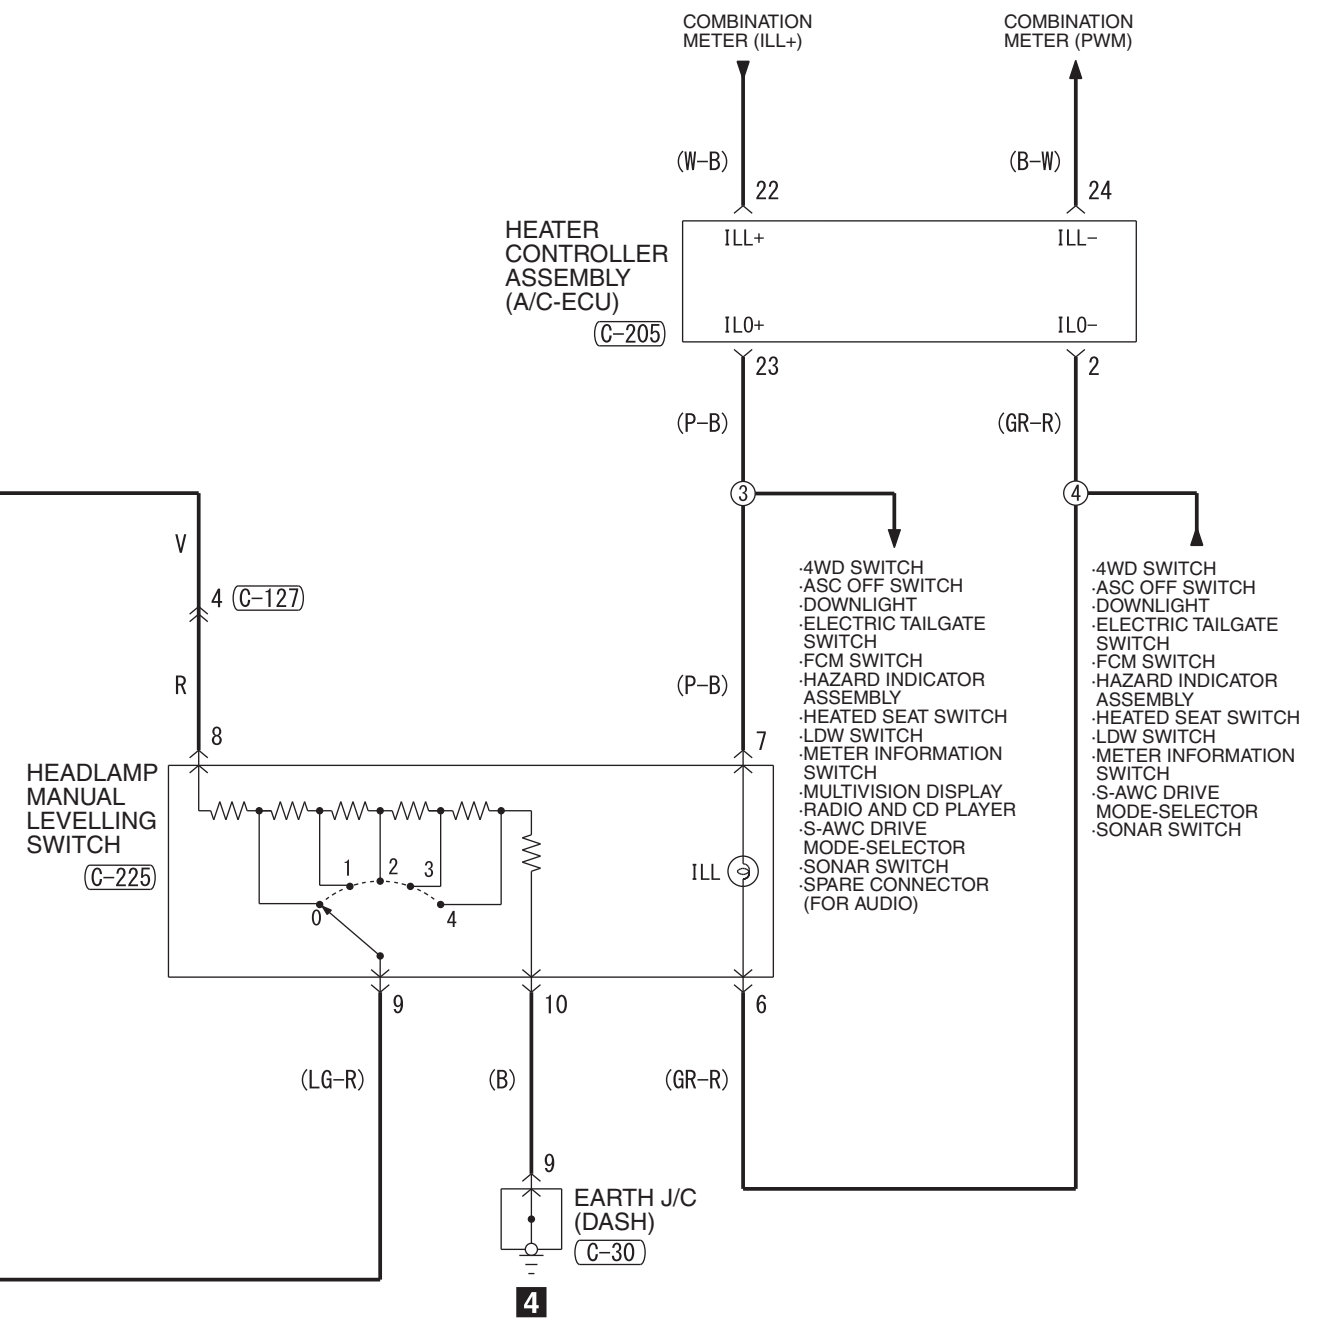 COMBINATION
METER (ILL+)
COMBINATION
METER (PWM)
(W-B)
22
(B-W)
24
HEATER
CONTROLLER
ASSEMBLY
(A/C-ECU)
C-205
ILL+
ILL-
ILO+
ILO-
23
2
(P-B)
(GR-R)
3
4
V
4
C-127
R
8
(P-B)
7
·4WD SWITCH
·ASC OFF SWITCH
·DOWNLIGHT
·ELECTRIC TAILGATE
SWITCH
·FCM SWITCH
·HAZARD INDICATOR
ASSEMBLY
·HEATED SEAT SWITCH
·LDW SWITCH
·METER INFORMATION
SWITCH
·MULTIVISION DISPLAY
·RADIO AND CD PLAYER
·S-AWC DRIVE
MODE-SELECTOR
·SONAR SWITCH
·SPARE CONNECTOR
(FOR AUDIO)
·4WD SWITCH
·ASC OFF SWITCH
·DOWNLIGHT
·ELECTRIC TAILGATE
SWITCH
·FCM SWITCH
·HAZARD INDICATOR
ASSEMBLY
·HEATED SEAT SWITCH
·LDW SWITCH
·METER INFORMATION
SWITCH
·S-AWC DRIVE
MODE-SELECTOR
·SONAR SWITCH
HEADLAMP
MANUAL
LEVELLING
SWITCH
C-225
0
1
2
3
4
ILL
9
10
6
(LG-R)
(B)
(GR-R)
9
EARTH J/C
(DASH)
C-30
4